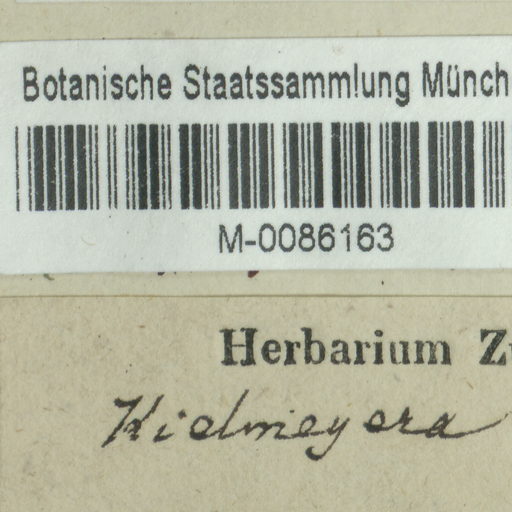 Botanische Staatssammlung Münch
M-0086163
Herbarium Z
Kielmeyera